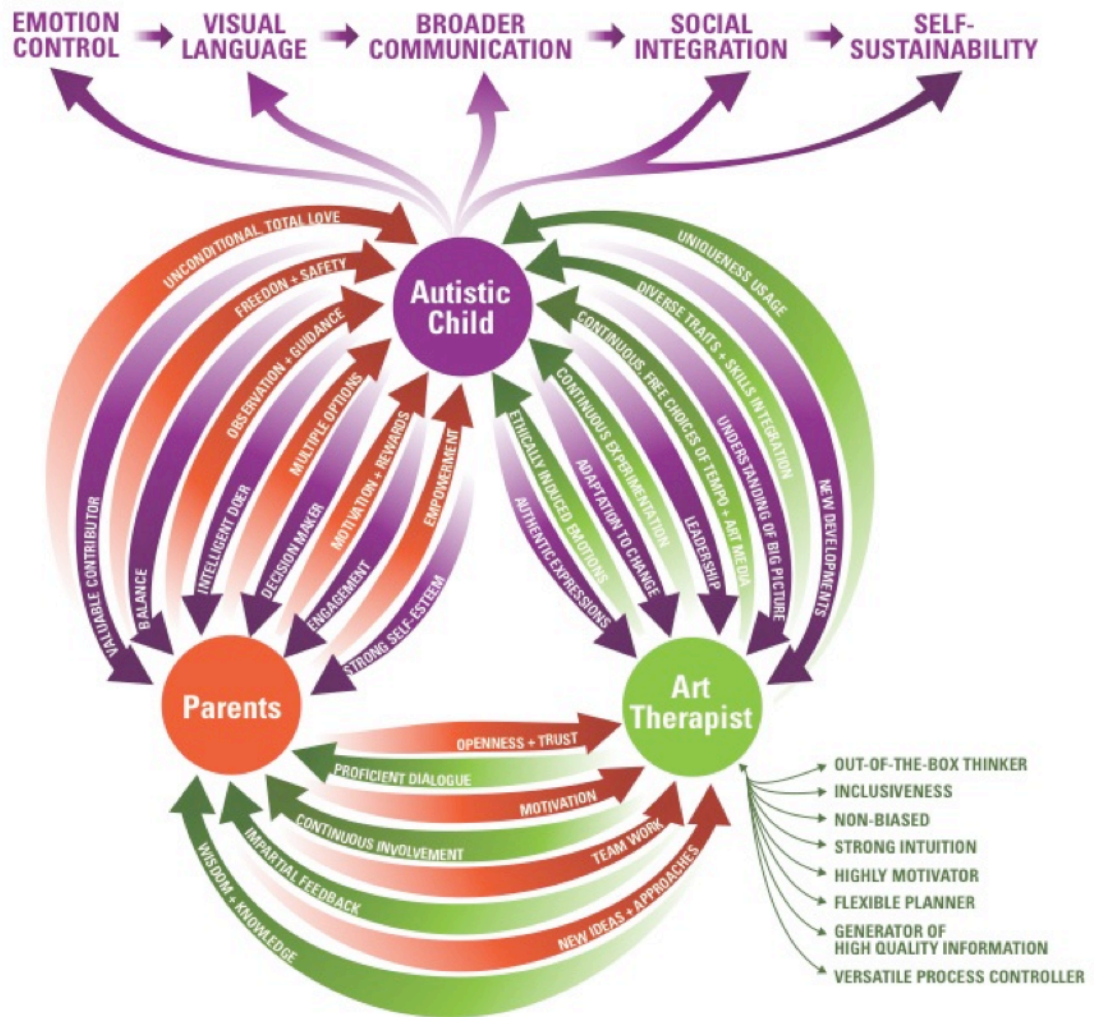 EMOTION
CONTROL
VISUAL
LANGUAGE
BROADER
COMMUNICATION
SOCIAL
INTEGRATION
SELF-
SUSTAINABILITY
Autistic
Child
UNCONDITIONAL, TOTAL LOVE
FREEDON + SAFETY
OBSERVATION + GUIDANCE
MULTIPLE OPTIONS
MOTIVATION + REWARDS
EMPOWERMENT
VALUABLE CONTRIBUTOR
BALANCE
INTELLIGENT DOER
DECISION MAKER
ENGAGEMENT
STRONG SELF-ESTEEM
UNIQUENESS USAGE
DIVERSE TRAITS + SKILLS INTEGRATION
CONTINUOUS, FREE CHOICES OF TEMPO + ART MEDIA
CONTINUOUS EXPERIMENTATION
ETHICALLY INDUCED EMOTIONS
AUTHENTIC EXPRESSIONS
ADAPTATION TO CHANGE
LEADERSHIP
UNDERSTANDING OF BIG PICTURE
NEW DEVELOPMENTS
Parents
Art
Therapist
OPENNESS + TRUST
PROFICIENT DIALOGUE
MOTIVATION
CONTINUOUS INVOLVEMENT
TEAM WORK
IMPARTIAL FEEDBACK
NEW IDEAS + APPROACHES
WISDOM + KNOWLEDGE
OUT-OF-THE-BOX THINKER
INCLUSIVENESS
NON-BIASED
STRONG INTUITION
HIGHLY MOTIVATOR
FLEXIBLE PLANNER
GENERATOR OF
HIGH QUALITY INFORMATION
VERSATILE PROCESS CONTROLLER